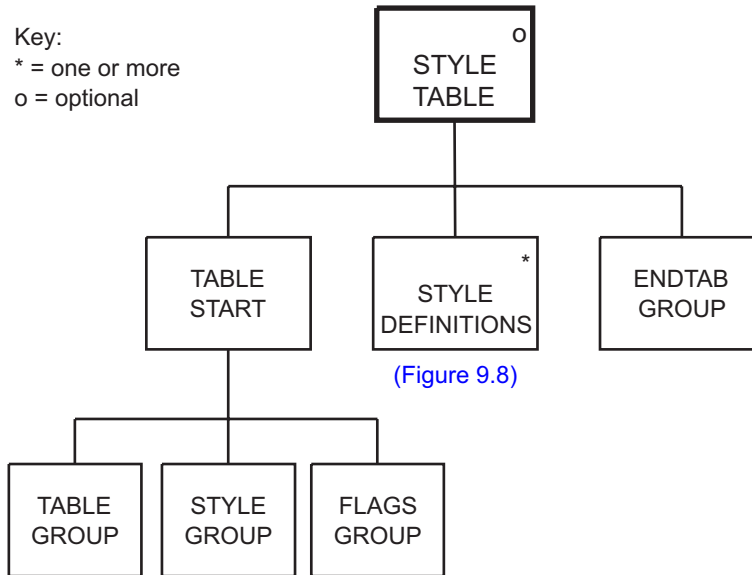 Key:
* = one or more
o = optional
o
STYLE
TABLE
TABLE
START
*
STYLE
DEFINITIONS
(Figure 9.8)
ENDTAB
GROUP
TABLE
GROUP
STYLE
GROUP
FLAGS
GROUP